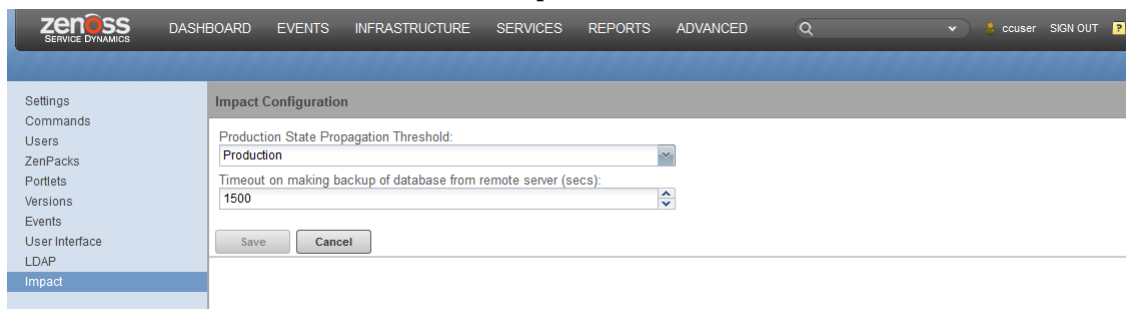 zenoss
SERVICE DYNAMICS
DASHBOARD EVENTS INFRASTRUCTURE SERVICES REPORTS ADVANCED ccuser SIGN OUT ?
Settings
Commands
Users
ZenPacks
Portlets
Versions
Events
User Interface
LDAP
Impact
Impact Configuration
Production State Propagation Threshold:
Production
Timeout on making backup of database from remote server (secs):
1500
Save Cancel